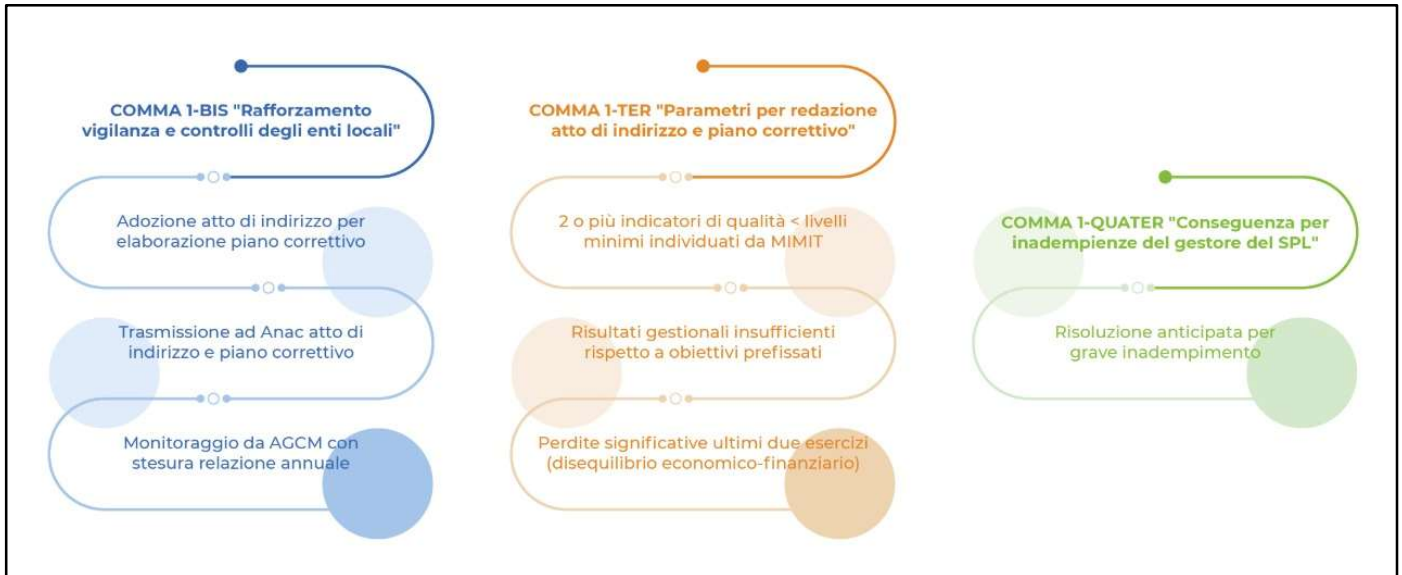 COMMA 1-BIS "Rafforzamento
vigilanza e controlli degli enti locali"
Adozione atto di indirizzo per
elaborazione piano correttivo
Trasmissione ad Anac atto di
indirizzo e piano correttivo
Monitoraggio da AGCM con
stesura relazione annuale
COMMA 1-TER "Parametri per redazione
atto di indirizzo e piano correttivo"
2 o più indicatori di qualità < livelli
minimi individuati da MIMIT
Risultati gestionali insufficienti
rispetto a obiettivi prefissati
Perdite significative ultimi due esercizi
(disequilibrio economico-finanziario)
COMMA 1-QUATER "Conseguenza per
inadempienze del gestore del SPL"
Risoluzione anticipata per
grave inadempimento